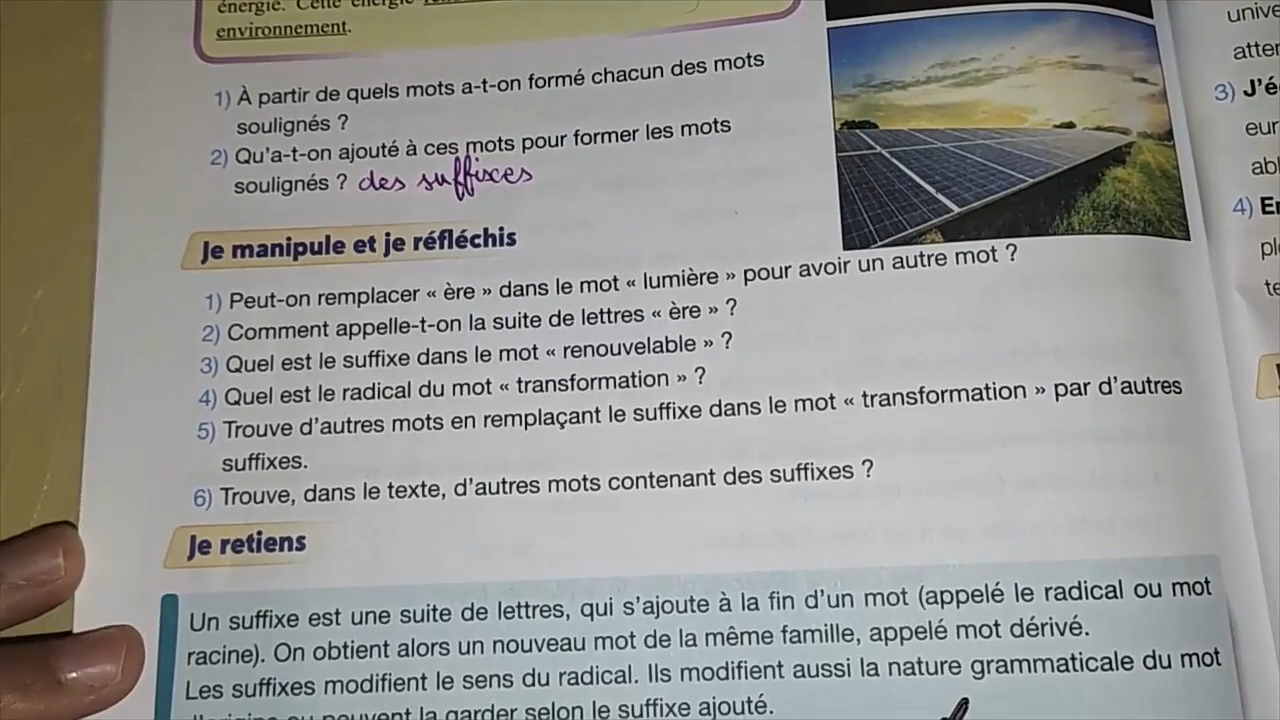 énergie. Cette énergie
environnement.
1) À partir de quels mots a-t-on formé chacun des mots
soulignés ?
2) Qu'a-t-on ajouté à ces mots pour former les mots
soulignés ? des suffixes
Je manipule et je réfléchis
1) Peut-on remplacer « ère » dans le mot « lumière » pour avoir un autre mot ?
2) Comment appelle-t-on la suite de lettres « ère » ?
3) Quel est le suffixe dans le mot « renouvelable » ?
4) Quel est le radical du mot « transformation » ?
5) Trouve d'autres mots en remplaçant le suffixe dans le mot « transformation » par d'autres
suffixes.
6) Trouve, dans le texte, d'autres mots contenant des suffixes ?
Je retiens
Un suffixe est une suite de lettres, qui s'ajoute à la fin d'un mot (appelé le radical ou mot
racine). On obtient alors un nouveau mot de la même famille, appelé mot dérivé.
Les suffixes modifient le sens du radical. Ils modifient aussi la nature grammaticale du mot
peuvent la garder selon le suffixe ajouté.
unive
atter
3) J'é
eur
abl
4)
pl
te